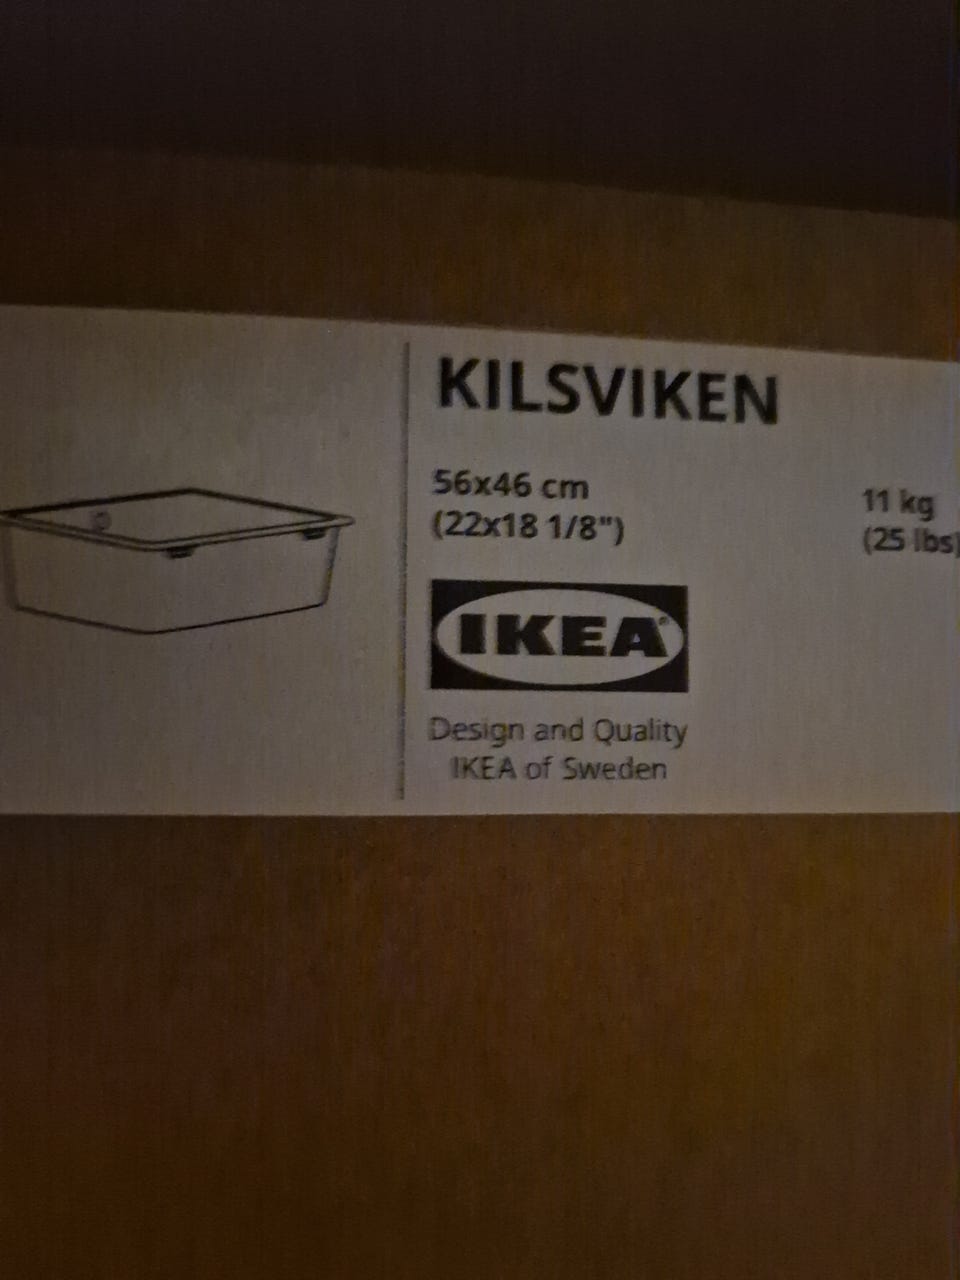 KILSVIKEN
56x46 cm
(22x18 1/8")
11 kg
(25 lbs)
IKEA®
Design and Quality
IKEA of Sweden